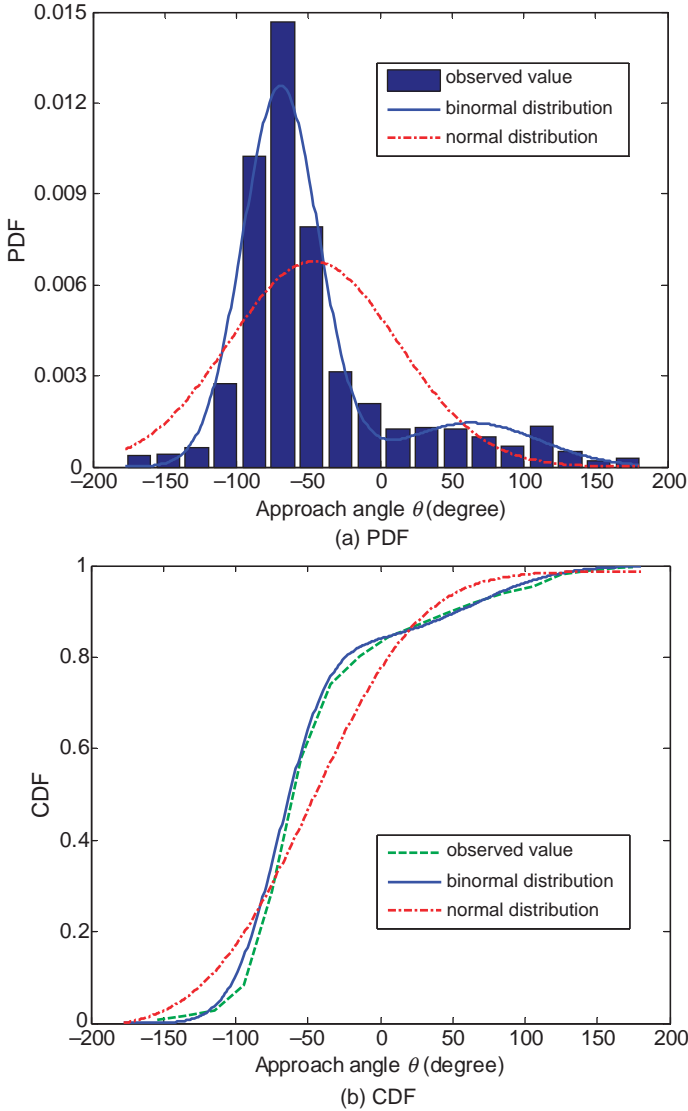 0.015
0.012
0.009
0.006
0.003
0
PDF
observed value
binormal distribution
normal distribution
−200 −150 −100 −50 0 50 100 150 200
Approach angle θ (degree)
(a) PDF
1
0.8
0.6
0.4
0.2
0
CDF
observed value
binormal distribution
normal distribution
−200 −150 −100 −50 0 50 100 150 200
Approach angle θ (degree)
(b) CDF